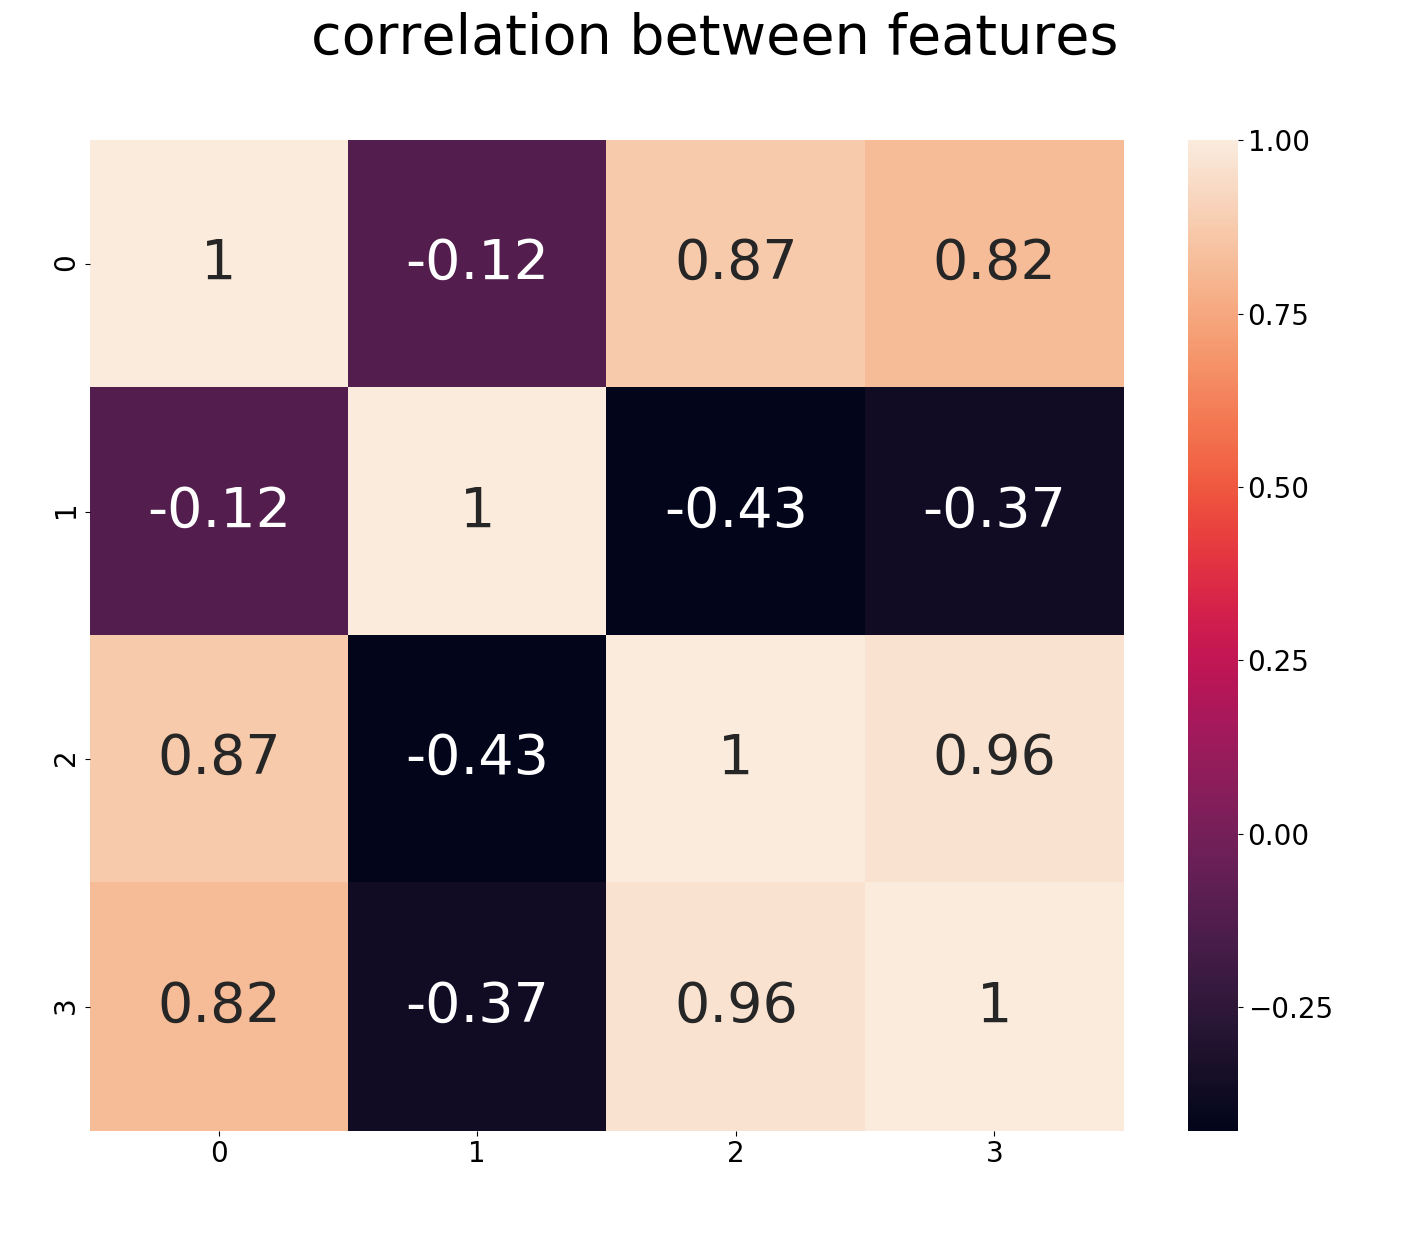 correlation between features
1.00
0 1 -0.12 0.87 0.82
0.75
1 -0.12 1 -0.43 -0.37
0.50
0.25
2 0.87 -0.43 1 0.96
0.00
3 0.82 -0.37 0.96 1
−0.25
0 1 2 3